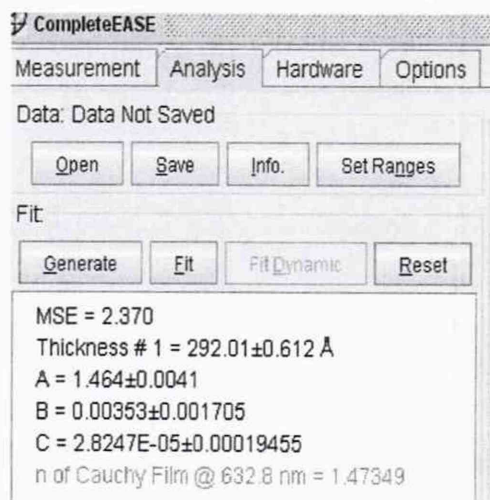 CompleteEASE
Measurement Analysis Hardware Options
Data: Data Not Saved
Open Save Info. Set Ranges
Fit:
Generate Fit Fit Dynamic Reset
MSE = 2.370
Thickness # 1 = 292.01±0.612 Å
A = 1.464±0.0041
B = 0.00353±0.001705
C = 2.8247E-05±0.00019455
n of Cauchy Film @ 632.8 nm = 1.47349